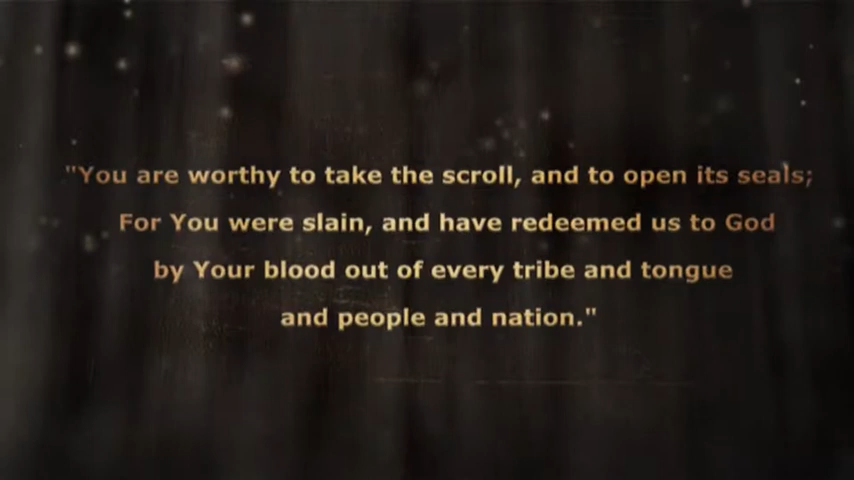 "You are worthy to take the scroll, and to open its seals;
For You were slain, and have redeemed us to God
by Your blood out of every tribe and tongue
and people and nation."